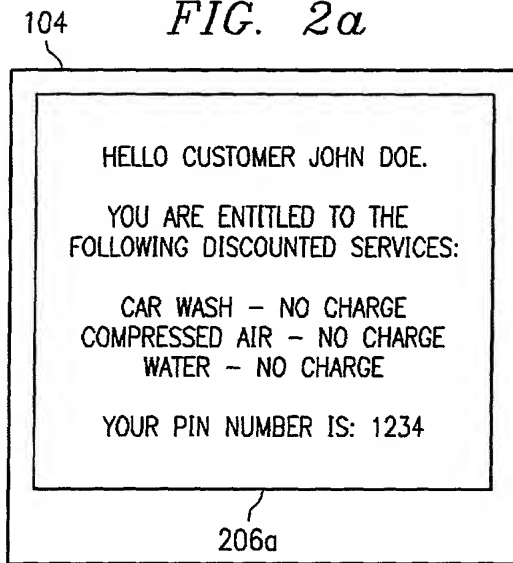 FIG. 2a
104
HELLO CUSTOMER JOHN DOE.
YOU ARE ENTITLED TO THE
FOLLOWING DISCOUNTED SERVICES:
CAR WASH – NO CHARGE
COMPRESSED AIR – NO CHARGE
WATER – NO CHARGE
YOUR PIN NUMBER IS: 1234
206a